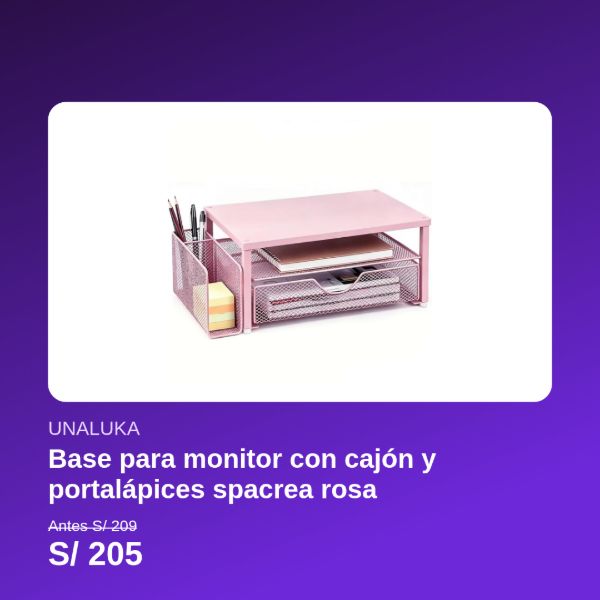 UNALUKA
Base para monitor con cajón y
portalápices spacrea rosa
Antes S/ 209
S/ 205